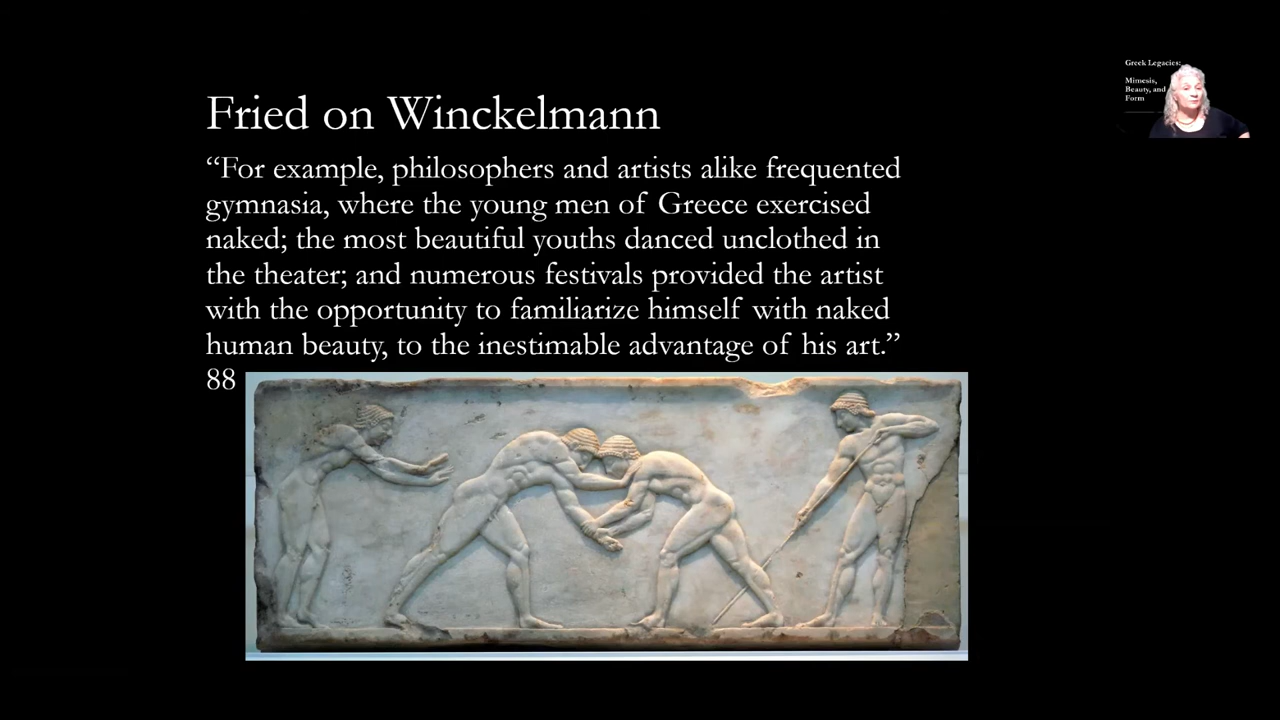 Fried on Winckelmann
“For example, philosophers and artists alike frequented
gymnasia, where the young men of Greece exercised
naked; the most beautiful youths danced unclothed in
the theater; and numerous festivals provided the artist
with the opportunity to familiarize himself with naked
human beauty, to the inestimable advantage of his art.”
88
Greek Legacies:
Mimesis,
Beauty, and
Form